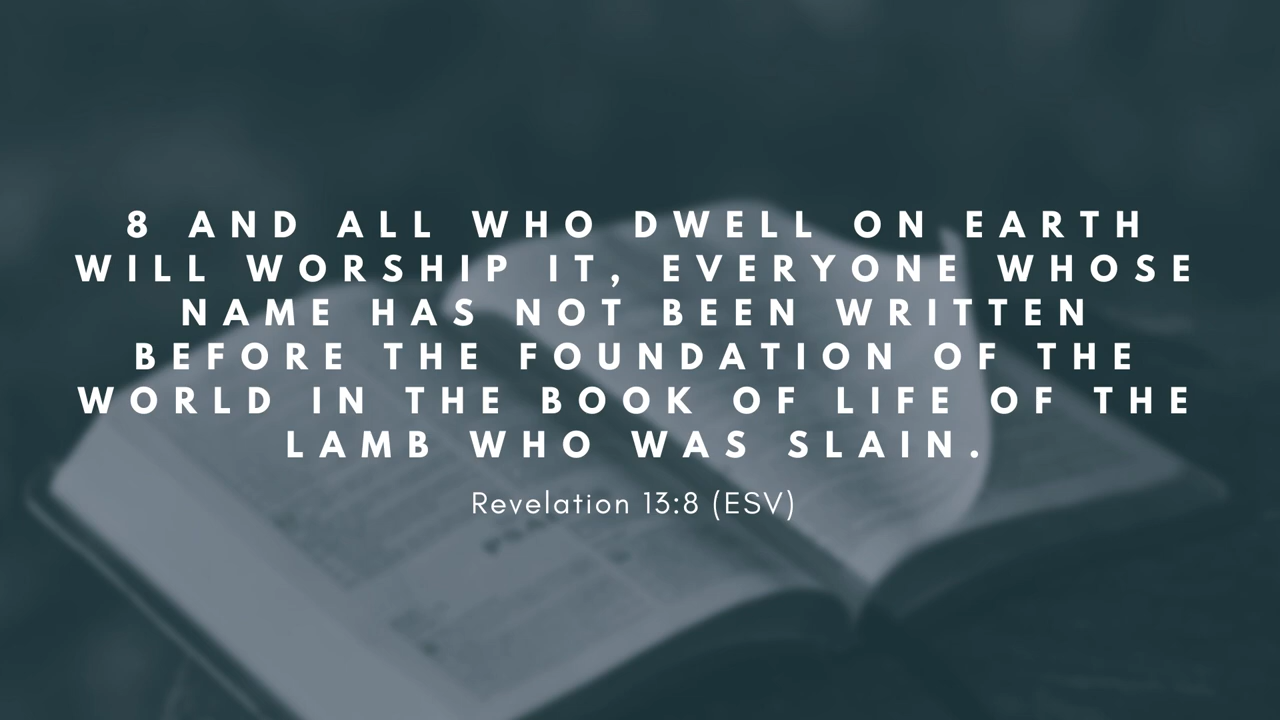 8 AND ALL WHO DWELL ON EARTH
WILL WORSHIP IT, EVERYONE WHOSE
NAME HAS NOT BEEN WRITTEN
BEFORE THE FOUNDATION OF THE
WORLD IN THE BOOK OF LIFE OF THE
LAMB WHO WAS SLAIN.
Revelation 13:8 (ESV)